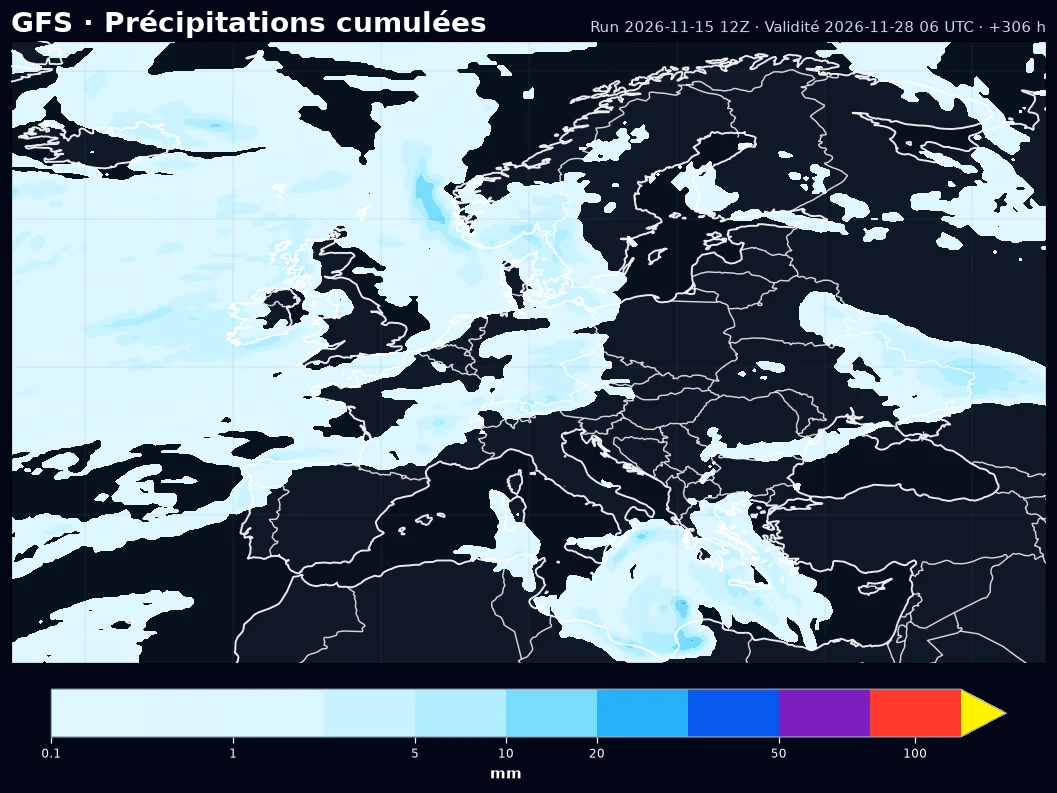 GFS · Précipitations cumulées
Run 2026-11-15 12Z · Validité 2026-11-28 06 UTC · +306 h
0.1 1 5 10 20 50 100
mm